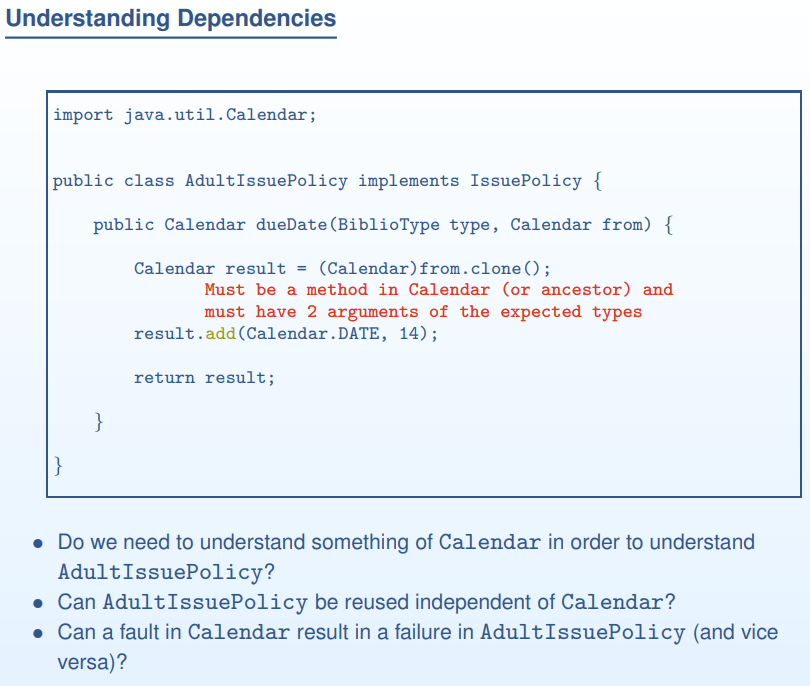 Understanding Dependencies
import java.util.Calendar;
public class AdultIssuePolicy implements IssuePolicy {
public Calendar dueDate(BiblioType type, Calendar from) {
Calendar result = (Calendar)from.clone();
Must be a method in Calendar (or ancestor) and
must have 2 arguments of the expected types
result.add(Calendar.DATE, 14);
return result;
}
}
• Do we need to understand something of Calendar in order to understand
AdultIssuePolicy?
• Can AdultIssuePolicy be reused independent of Calendar?
• Can a fault in Calendar result in a failure in AdultIssuePolicy (and vice
versa)?